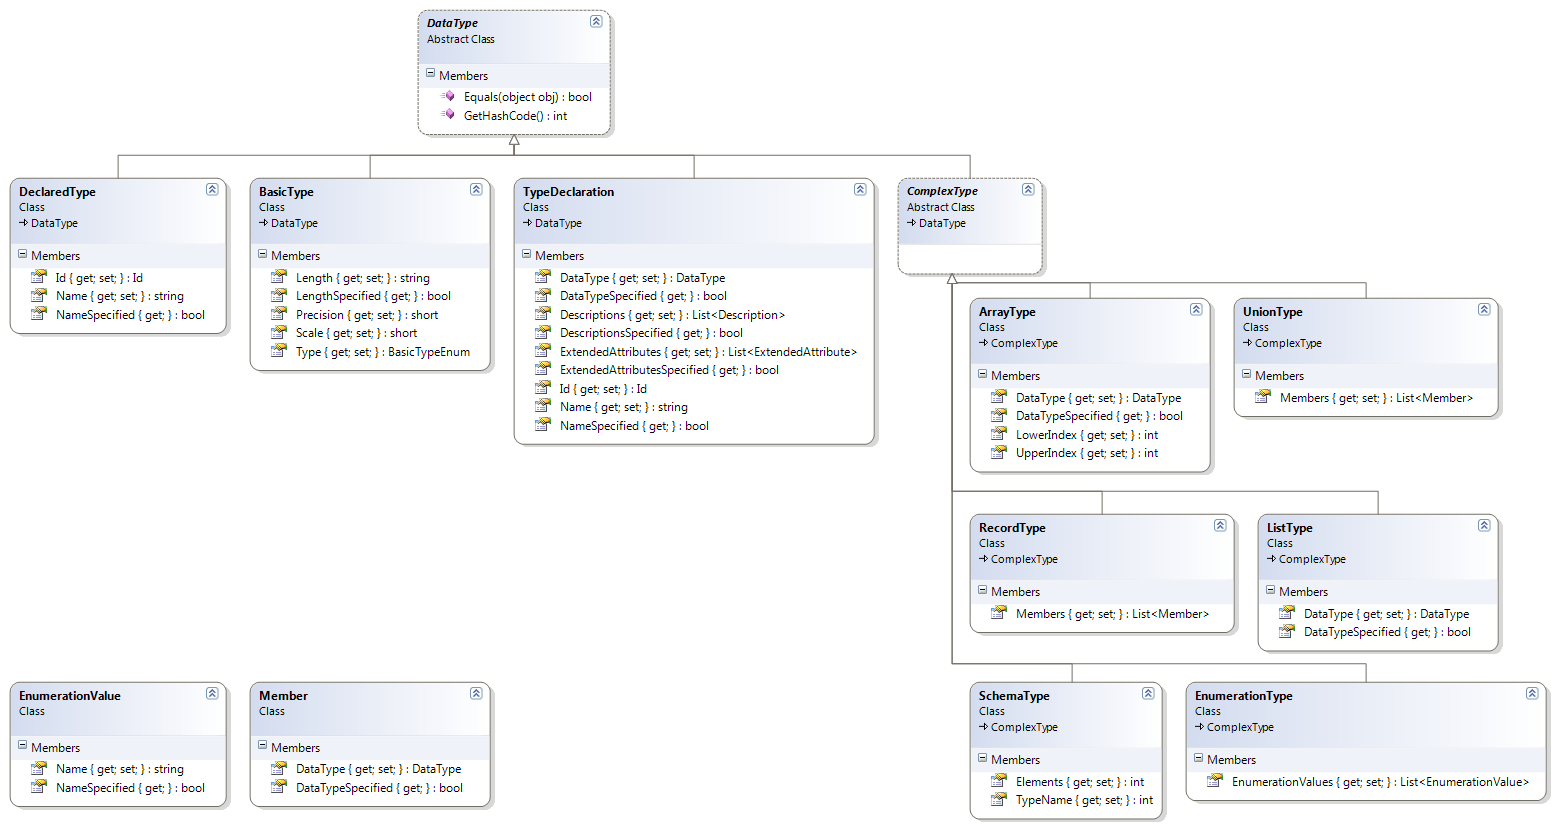 DataType
Abstract Class
Members
Equals(object obj) : bool
GetHashCode() : int
DeclaredType
Class
DataType
Members
Id { get; set; } : Id
Name { get; set; } : string
NameSpecified { get; } : bool
BasicType
Class
DataType
Members
Length { get; set; } : string
LengthSpecified { get; } : bool
Precision { get; set; } : short
Scale { get; set; } : short
Type { get; set; } : BasicTypeEnum
TypeDeclaration
Class
DataType
Members
DataType { get; set; } : DataType
DataTypeSpecified { get; } : bool
Descriptions { get; set; } : List<Description>
DescriptionsSpecified { get; } : bool
ExtendedAttributes { get; set; } : List<ExtendedAttribute>
ExtendedAttributesSpecified { get; } : bool
Id { get; set; } : Id
Name { get; set; } : string
NameSpecified { get; } : bool
ComplexType
Abstract Class
DataType
ArrayType
Class
ComplexType
Members
DataType { get; set; } : DataType
DataTypeSpecified { get; } : bool
LowerIndex { get; set; } : int
UpperIndex { get; set; } : int
UnionType
Class
ComplexType
Members
Members { get; set; } : List<Member>
RecordType
Class
ComplexType
Members
Members { get; set; } : List<Member>
ListType
Class
ComplexType
Members
DataType { get; set; } : DataType
DataTypeSpecified { get; } : bool
EnumerationValue
Class
Members
Name { get; set; } : string
NameSpecified { get; } : bool
Member
Class
Members
DataType { get; set; } : DataType
DataTypeSpecified { get; } : bool
SchemaType
Class
ComplexType
Members
Elements { get; set; } : int
TypeName { get; set; } : int
EnumerationType
Class
ComplexType
Members
EnumerationValues { get; set; } : List<EnumerationValue>